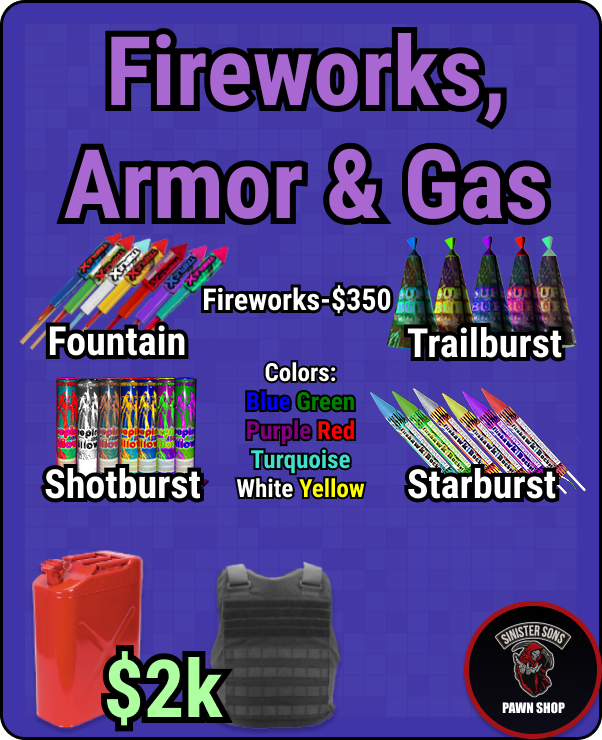 Fireworks,
Armor & Gas
Fireworks-$350
Fountain
Trailburst
Colors:
Blue Green
Purple Red
Turquoise
White Yellow
Shotburst
Starburst
$2k
SINISTER SONS
PAWN SHOP